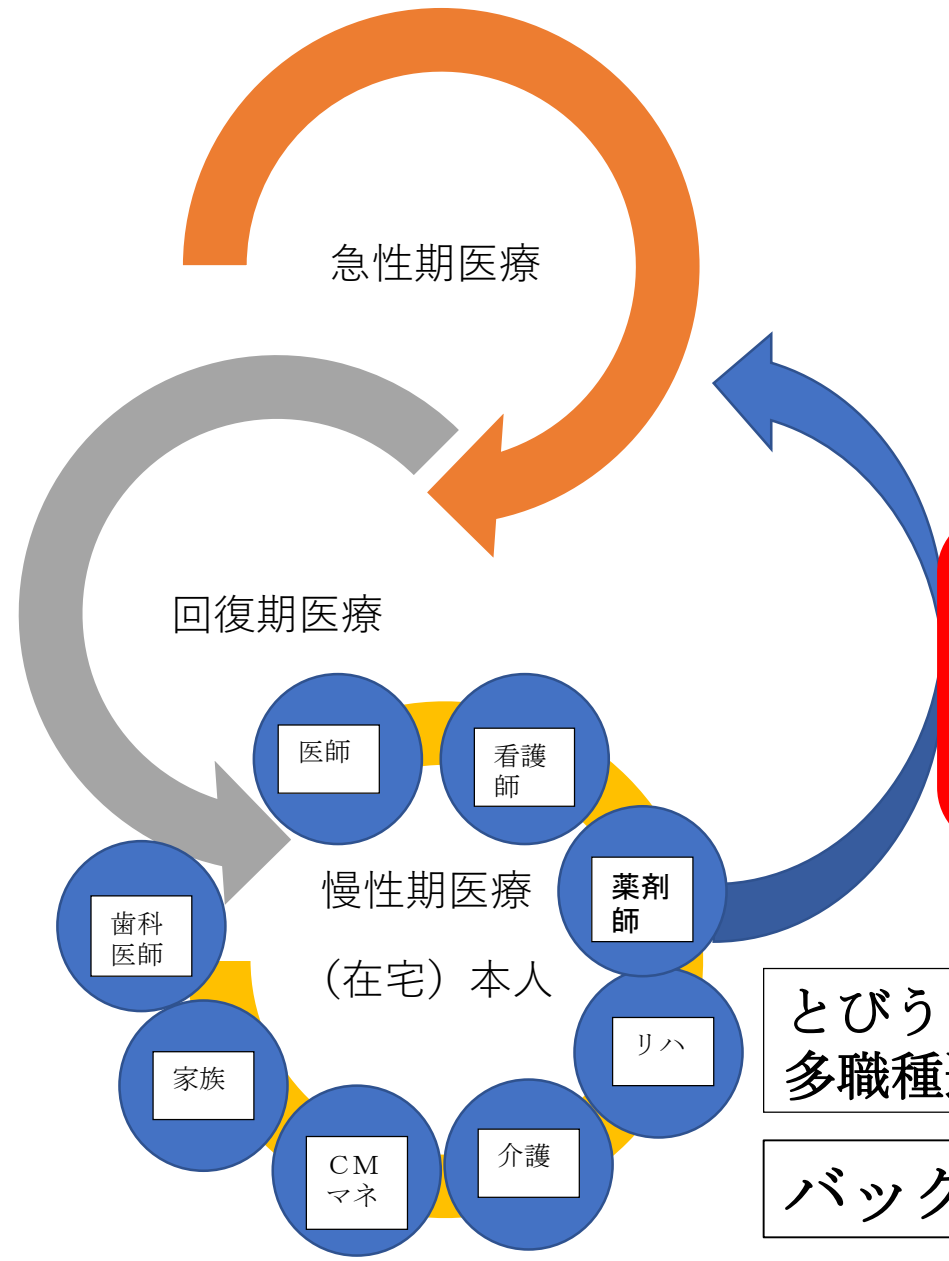 急性期医療
回復期医療
医師
看護
師
慢性期医療
（在宅）本人
薬剤
師
歯科
医師
リハ
家族
介護
ＣＭ
マネ
とびう
多職種
バック